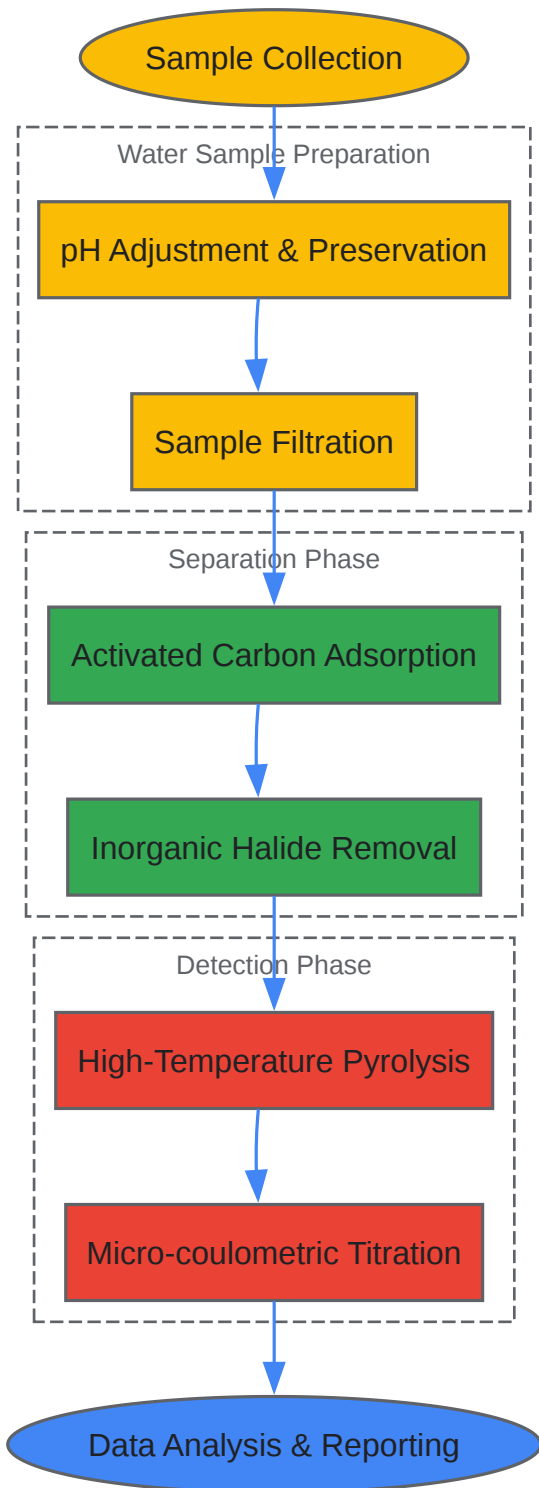 Sample Collection
Water Sample Preparation
pH Adjustment & Preservation
Sample Filtration
Separation Phase
Activated Carbon Adsorption
Inorganic Halide Removal
Detection Phase
High-Temperature Pyrolysis
Micro-coulometric Titration
Data Analysis & Reporting